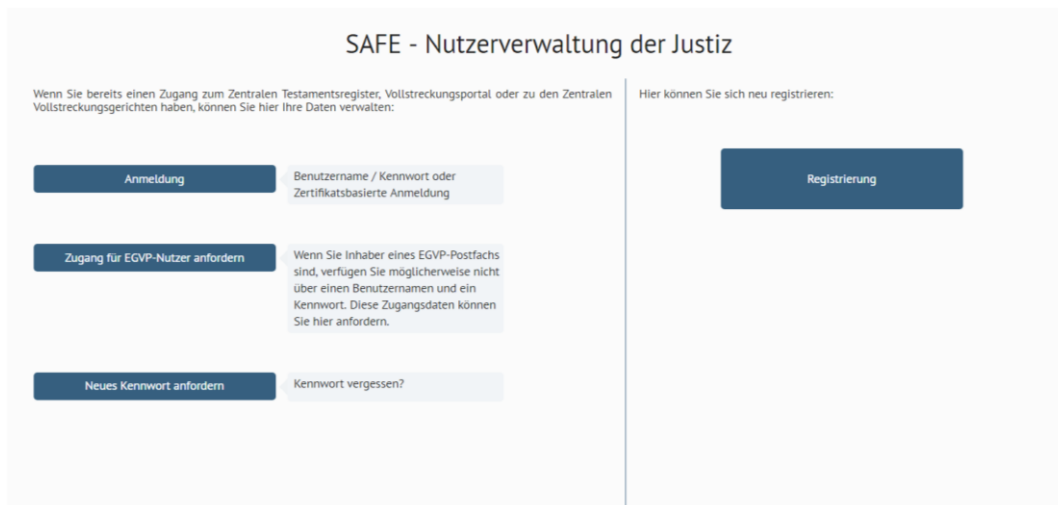 SAFE - Nutzerverwaltung der Justiz
Wenn Sie bereits einen Zugang zum Zentralen Testamentsregister, Vollstreckungsportal oder zu den Zentralen
Vollstreckungsgerichten haben, können Sie hier Ihre Daten verwalten:
Anmeldung
Benutzername / Kennwort oder
Zertifikatsbasierte Anmeldung
Zugang für EGVP-Nutzer anfordern
Wenn Sie Inhaber eines EGVP-Postfachs
sind, verfügen Sie möglicherweise nicht
über einen Benutzernamen und ein
Kennwort. Diese Zugangsdaten können
Sie hier anfordern.
Neues Kennwort anfordern
Kennwort vergessen?
Hier können Sie sich neu registrieren:
Registrierung